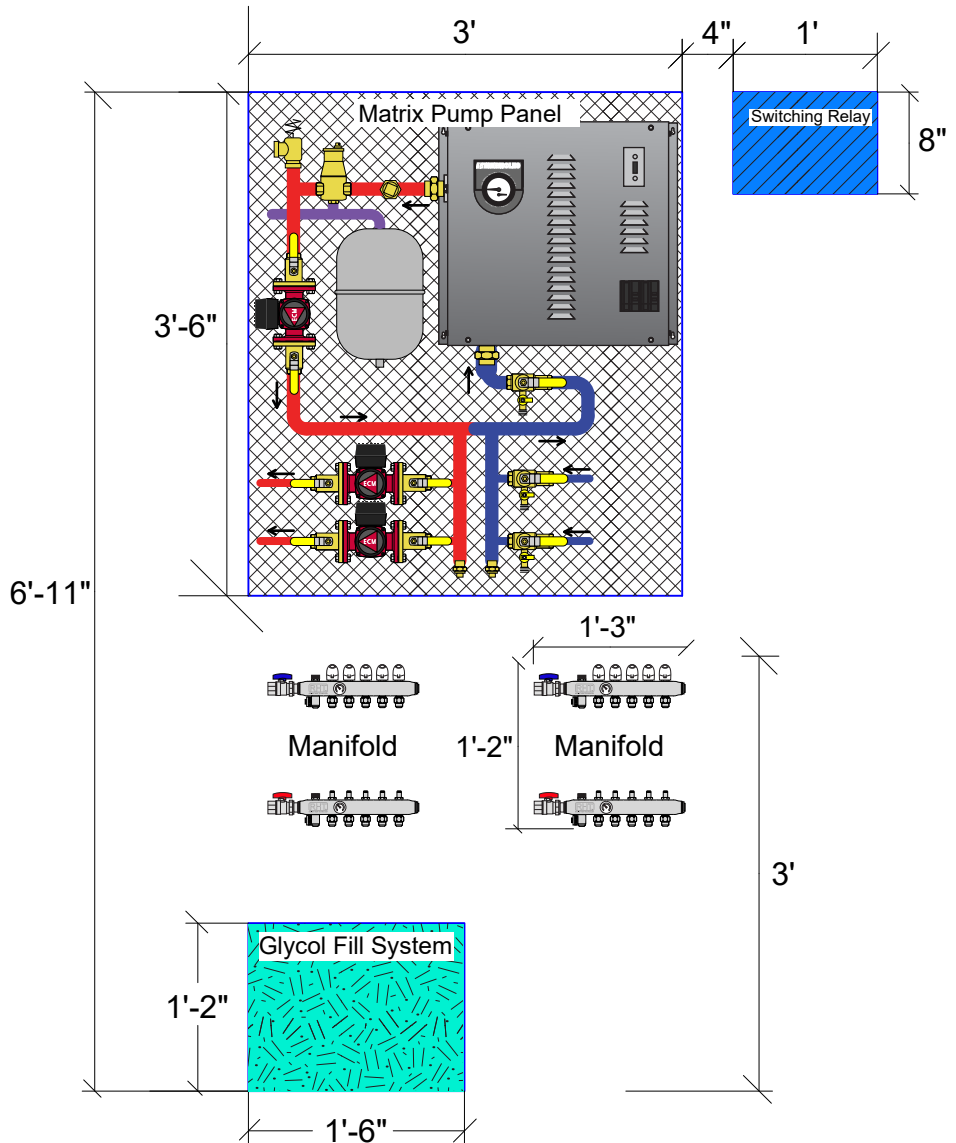 3'
4"
1'
Matrix Pump Panel
Switching Relay
8"
3'-6"
ECM
ECM
ECM
6'-11"
1'-3"
Manifold
1'-2"
Manifold
3'
Glycol Fill System
1'-2"
1'-6"